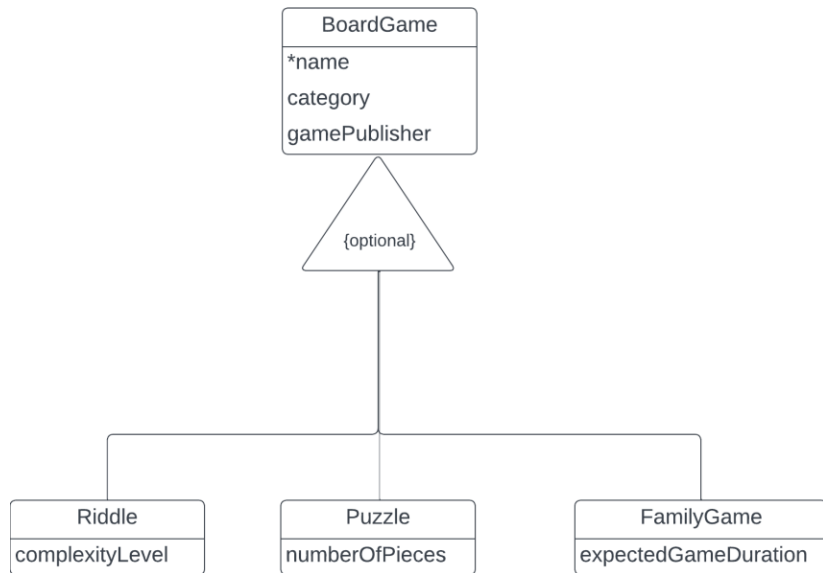 BoardGame
*name
category
gamePublisher
{optional}
Riddle
complexityLevel
Puzzle
numberOfPieces
FamilyGame
expectedGameDuration